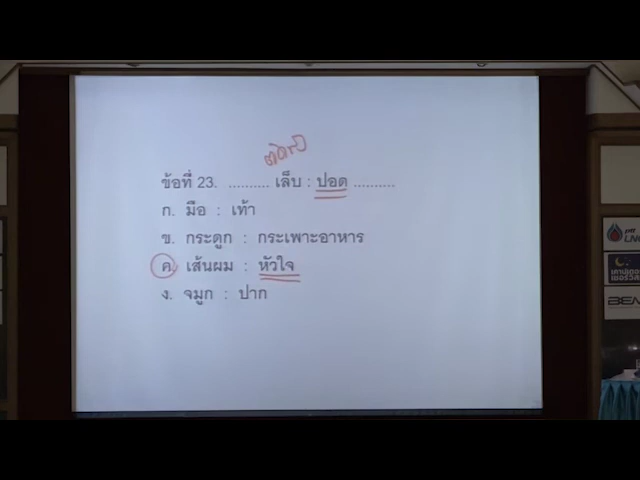 ข้อที่ 23. .......... เล็บ : ปอด ..........
ก. มือ : เท้า
ข. กระดูก : กระเพาะอาหาร
ค. เส้นผม : หัวใจ
ง. จมูก : ปาก